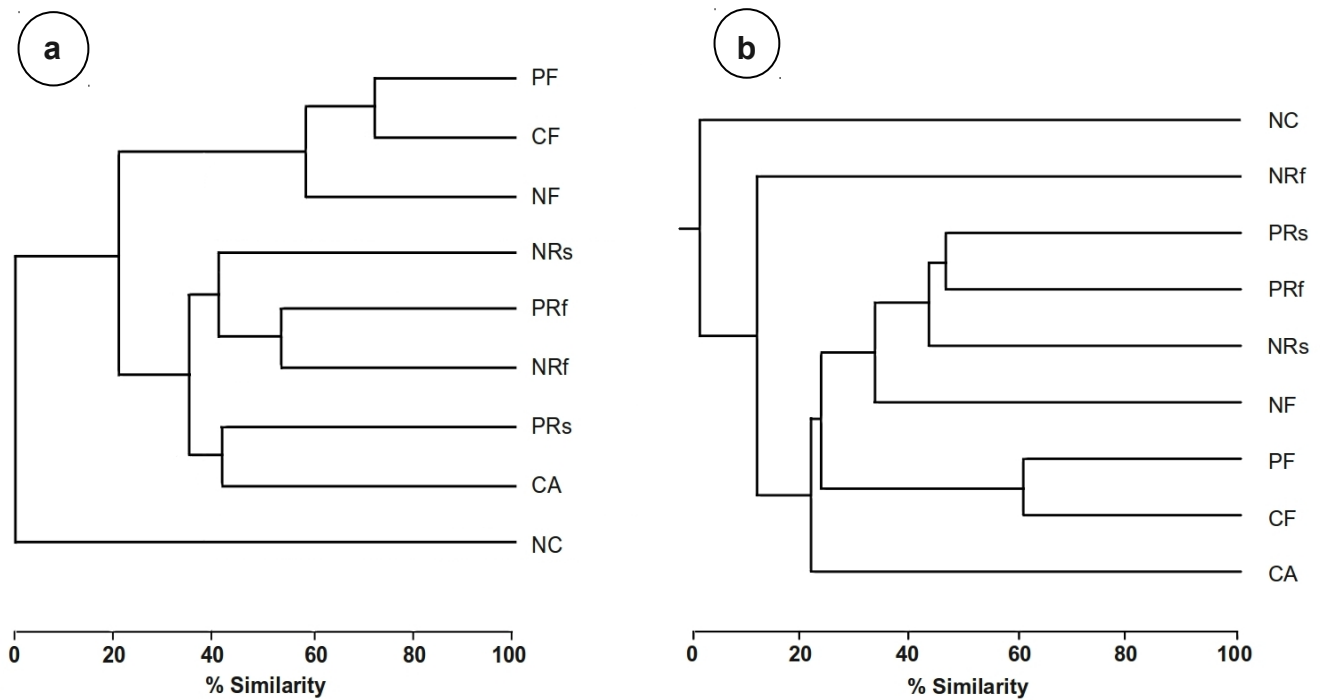 a
PF
CF
NF
NRs
PRf
NRf
PRs
CA
NC
0 20 40 60 80 100
% Similarity
b
NC
NRf
PRs
PRf
NRs
NF
PF
CF
CA
0 20 40 60 80 100
% Similarity